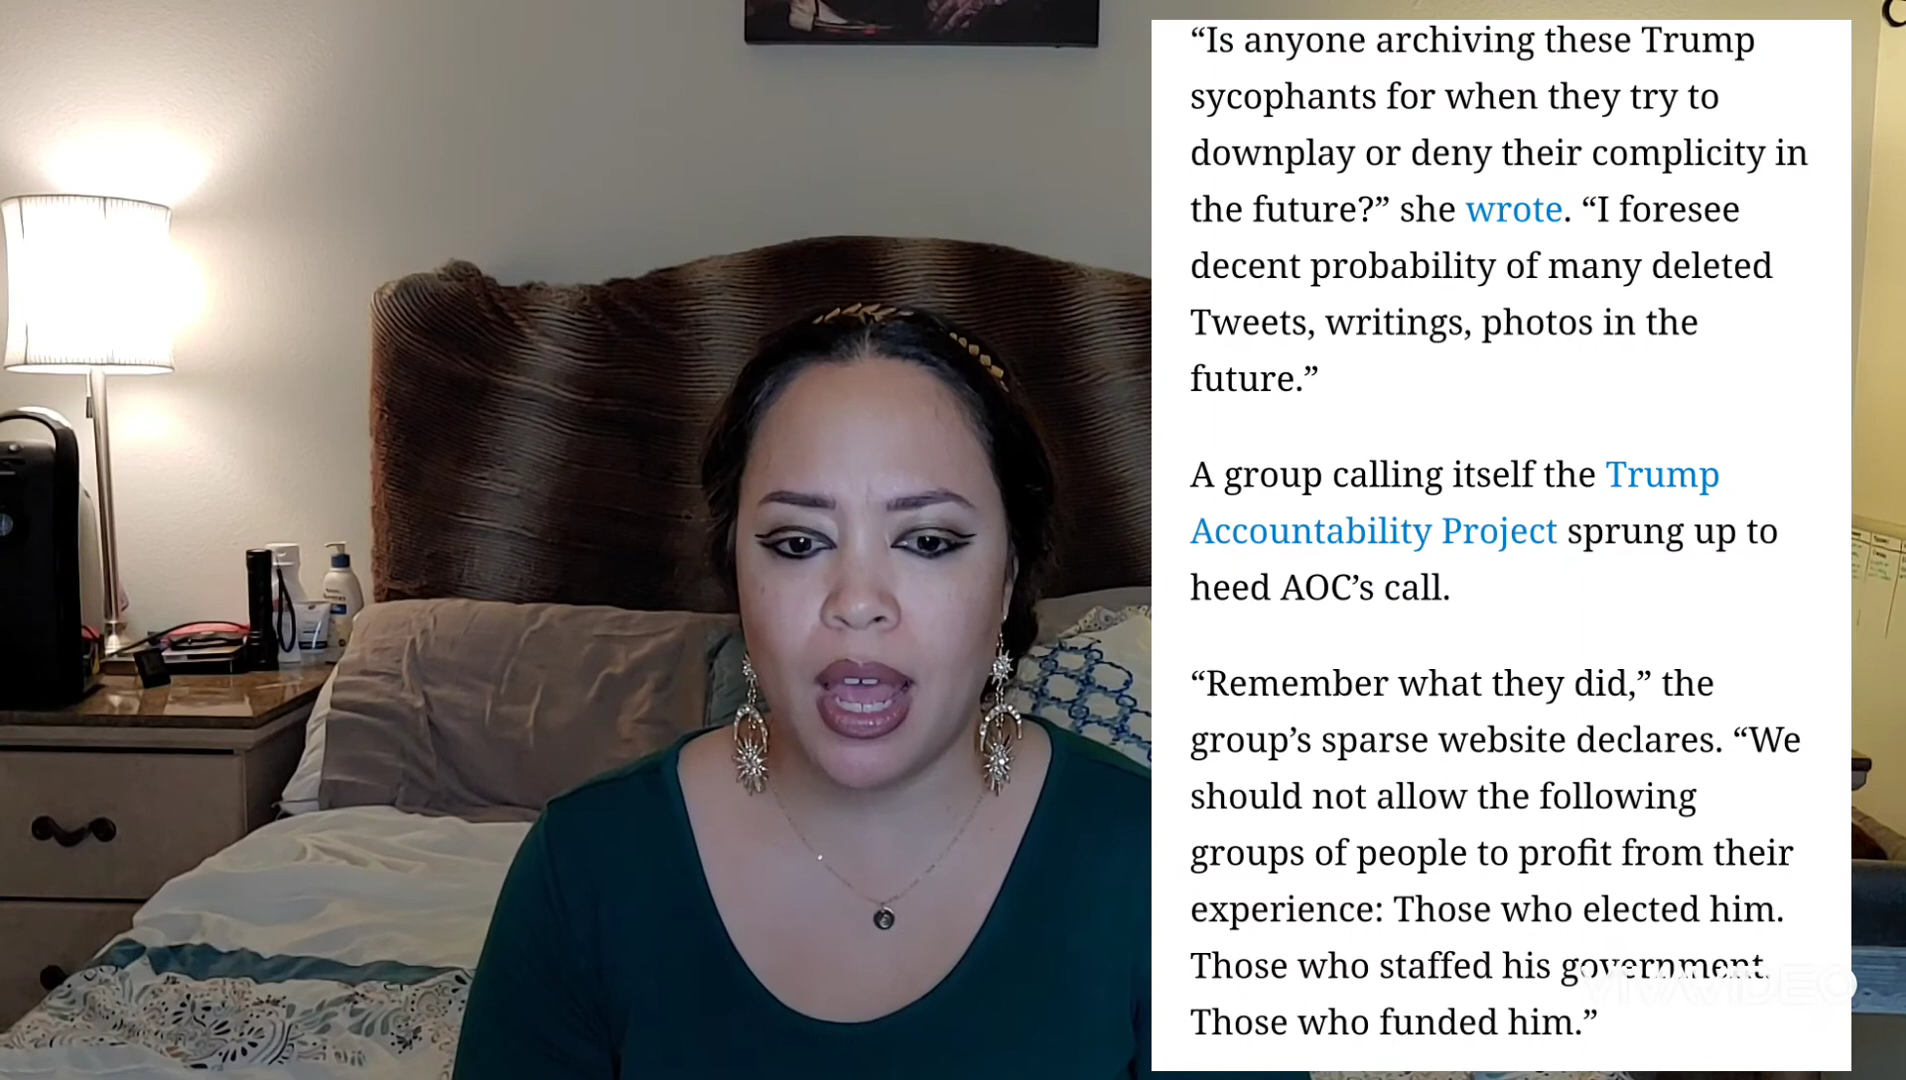 “Is anyone archiving these Trump
sycophants for when they try to
downplay or deny their complicity in
the future?” she wrote. “I foresee
decent probability of many deleted
Tweets, writings, photos in the
future.”
A group calling itself the Trump
Accountability Project sprung up to
heed AOC’s call.
“Remember what they did,” the
group’s sparse website declares. “We
should not allow the following
groups of people to profit from their
experience: Those who elected him.
Those who staffed his government.
Those who funded him.”
VIVAVIDEO